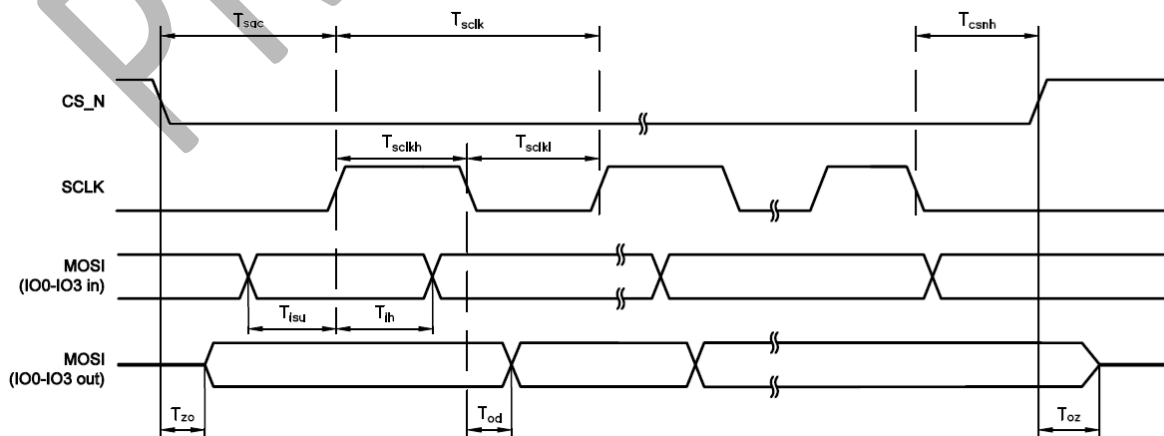 Tsac Tsclk Tcsnh
CS_N
Tsclkh Tsclkl
SCLK
MOSI
(IO0-IO3 in)
Tisu Tih
MOSI
(IO0-IO3 out)
Tzo Tod Toz